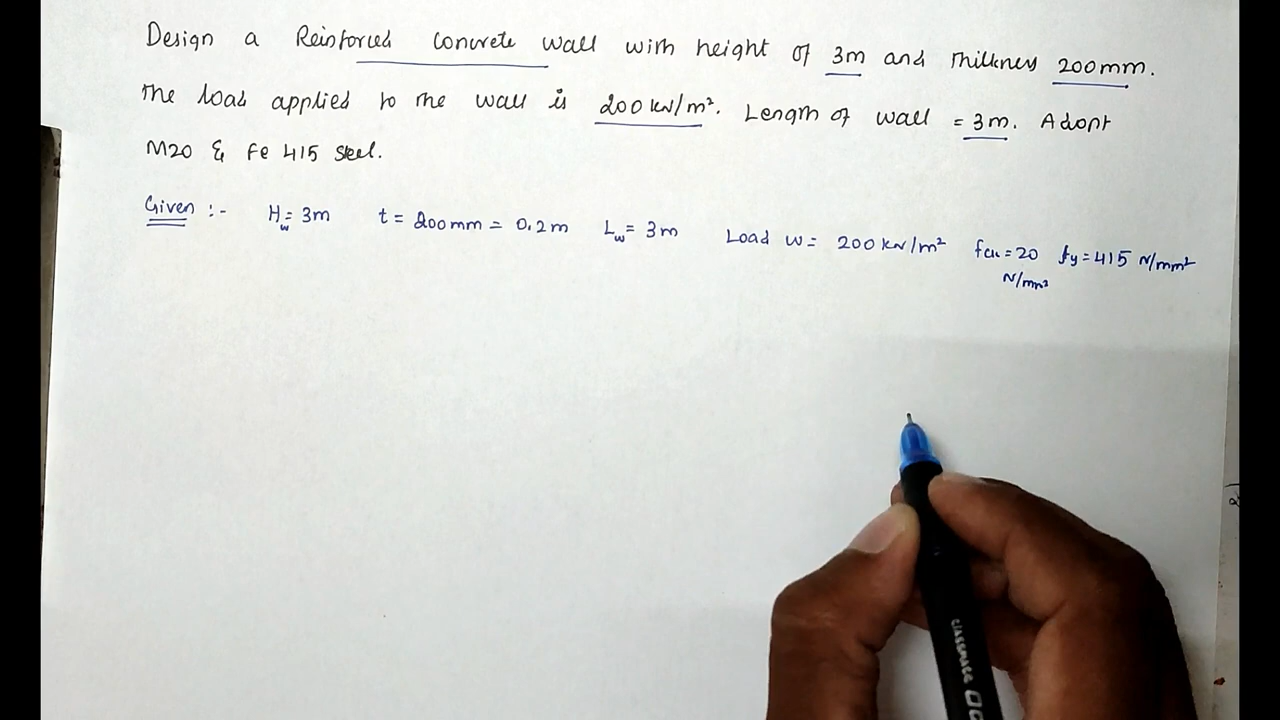 Design a Reinforced concrete wall with height of 3m and thickness 200mm.
The load applied to the wall is 200 kN/m². Length of wall = 3m. Adopt
M20 & Fe 415 steel.
Given :- Hw = 3m t = 200mm = 0.2m Lw = 3m Load w = 200 kN/m² fck = 20 fy = 415 N/mm²
N/mm²
classmate